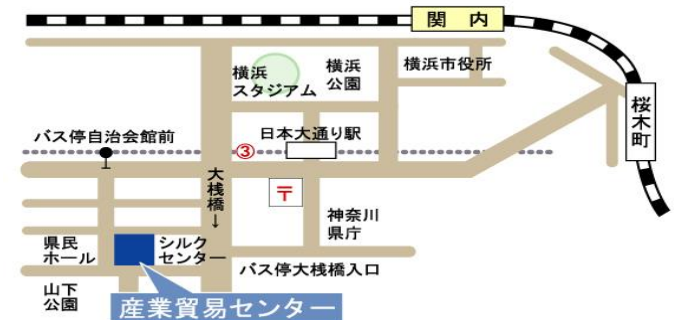 関 内
横浜
スタジアム
横浜
公園
横浜市役所
桜木町
バス停自治会館前
③
日本大通り駅
大桟橋↓
〒
神奈川
県庁
県民
ホール
シルク
センター
バス停大桟橋入口
山下
公園
産業貿易センター